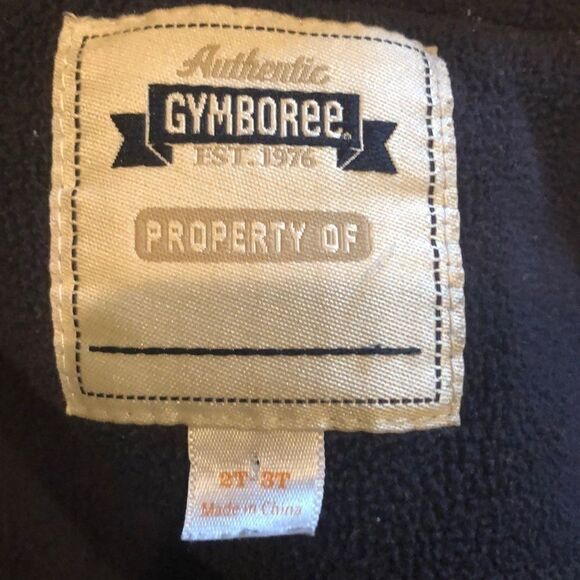 Authentic
GYMBOREE
EST. 1976
PROPERTY OF
2T-3T
Made in China